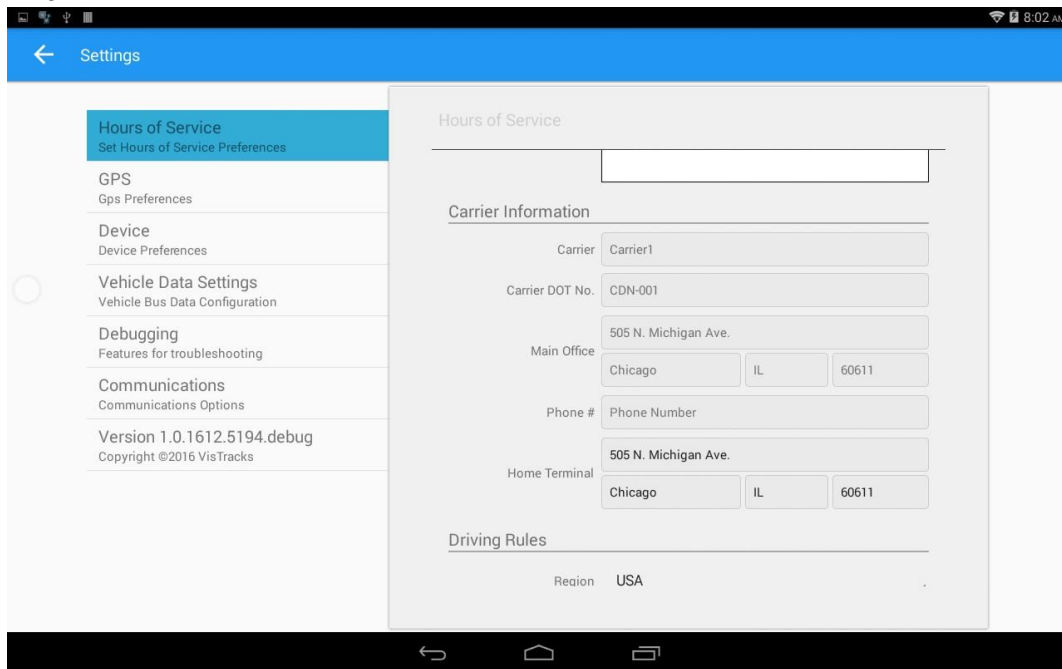 8:02 AM
Settings
Hours of Service
Set Hours of Service Preferences
GPS
Gps Preferences
Device
Device Preferences
Vehicle Data Settings
Vehicle Bus Data Configuration
Debugging
Features for troubleshooting
Communications
Communications Options
Version 1.0.1612.5194.debug
Copyright ©2016 VisTracks
Hours of Service
Carrier Information
Carrier Carrier1
Carrier DOT No. CDN-001
Main Office
505 N. Michigan Ave.
Chicago IL 60611
Phone # Phone Number
Home Terminal
505 N. Michigan Ave.
Chicago IL 60611
Driving Rules
Region USA